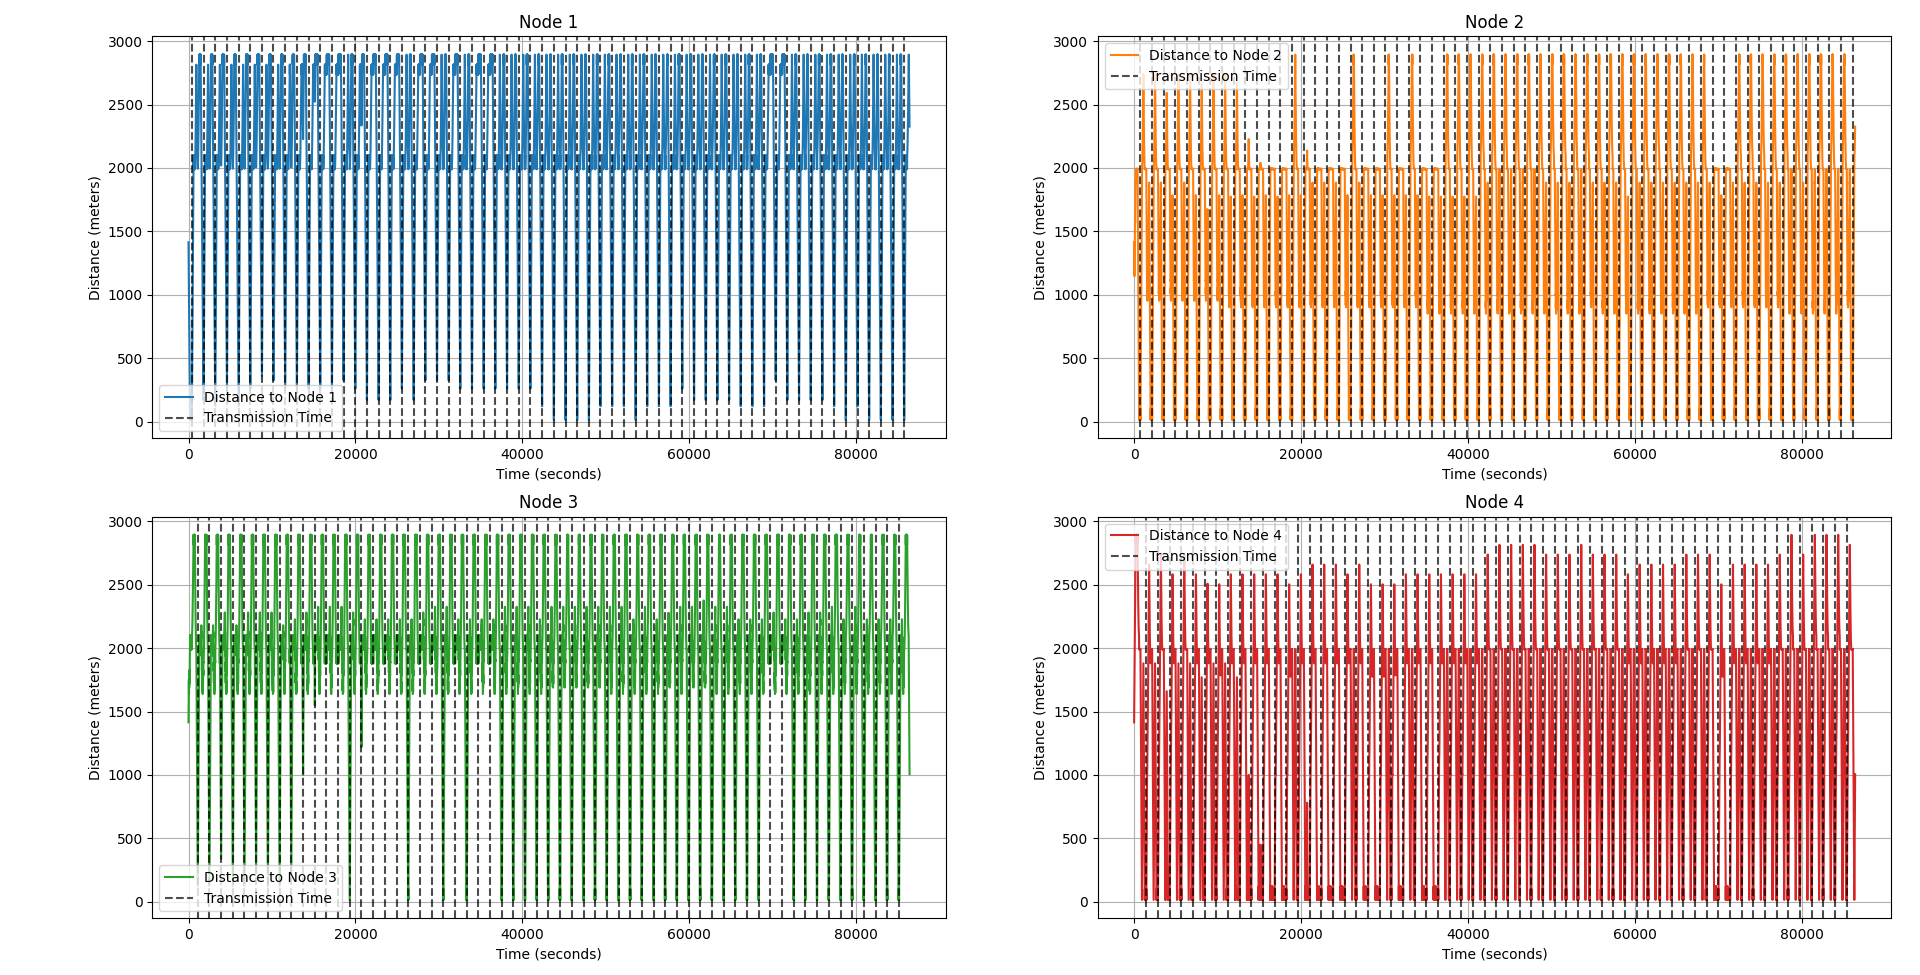 Node 1
3000
2500
2000
1500
1000
500
0
Distance (meters)
Distance to Node 1
Transmission Time
0 20000 40000 60000 80000
Time (seconds)
Node 2
3000
2500
2000
1500
1000
500
0
Distance (meters)
Distance to Node 2
Transmission Time
0 20000 40000 60000 80000
Time (seconds)
Node 3
3000
2500
2000
1500
1000
500
0
Distance (meters)
Distance to Node 3
Transmission Time
0 20000 40000 60000 80000
Time (seconds)
Node 4
3000
2500
2000
1500
1000
500
0
Distance (meters)
Distance to Node 4
Transmission Time
0 20000 40000 60000 80000
Time (seconds)